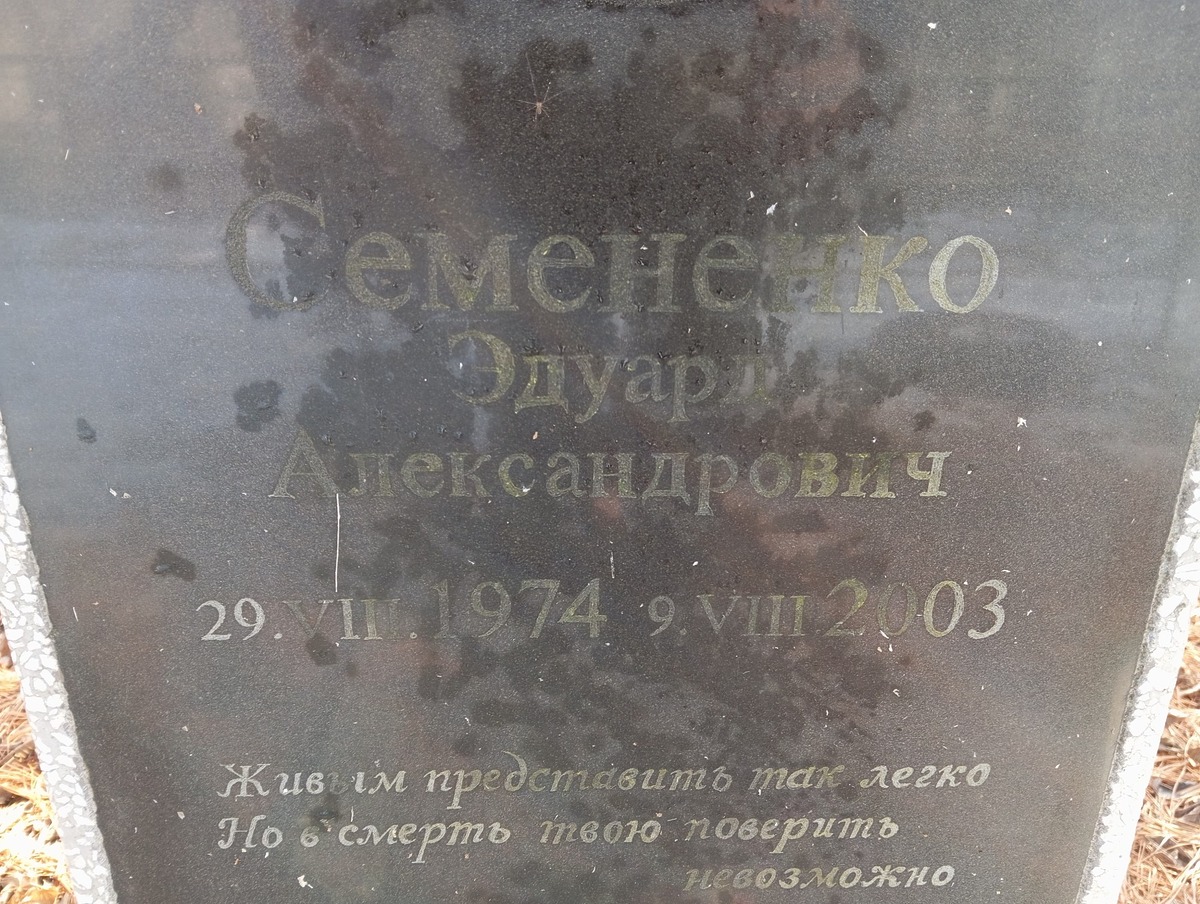 Семененко
Эдуард
Александрович
29.VIII.1974 9.VIII 2003
Живым представить так легко
Но в смерть твою поверить
невозможно